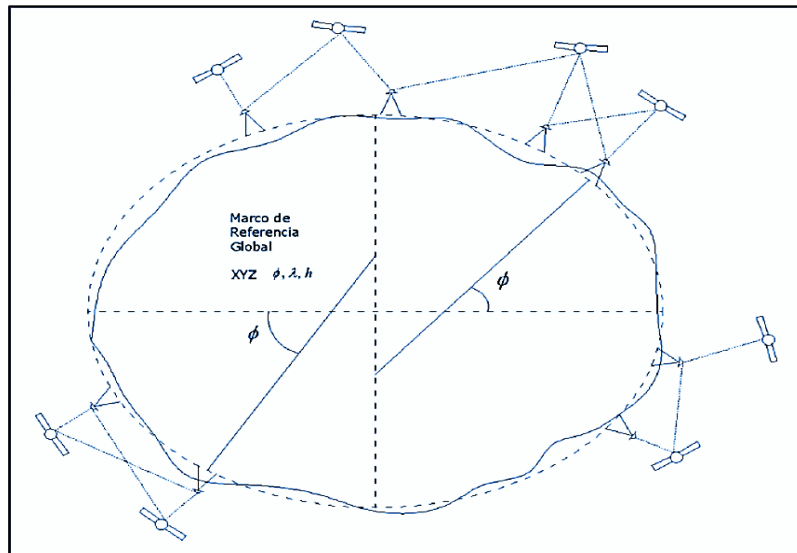 Marco de
Referencia
Global
XYZ ϕ, λ, h
ϕ
ϕ